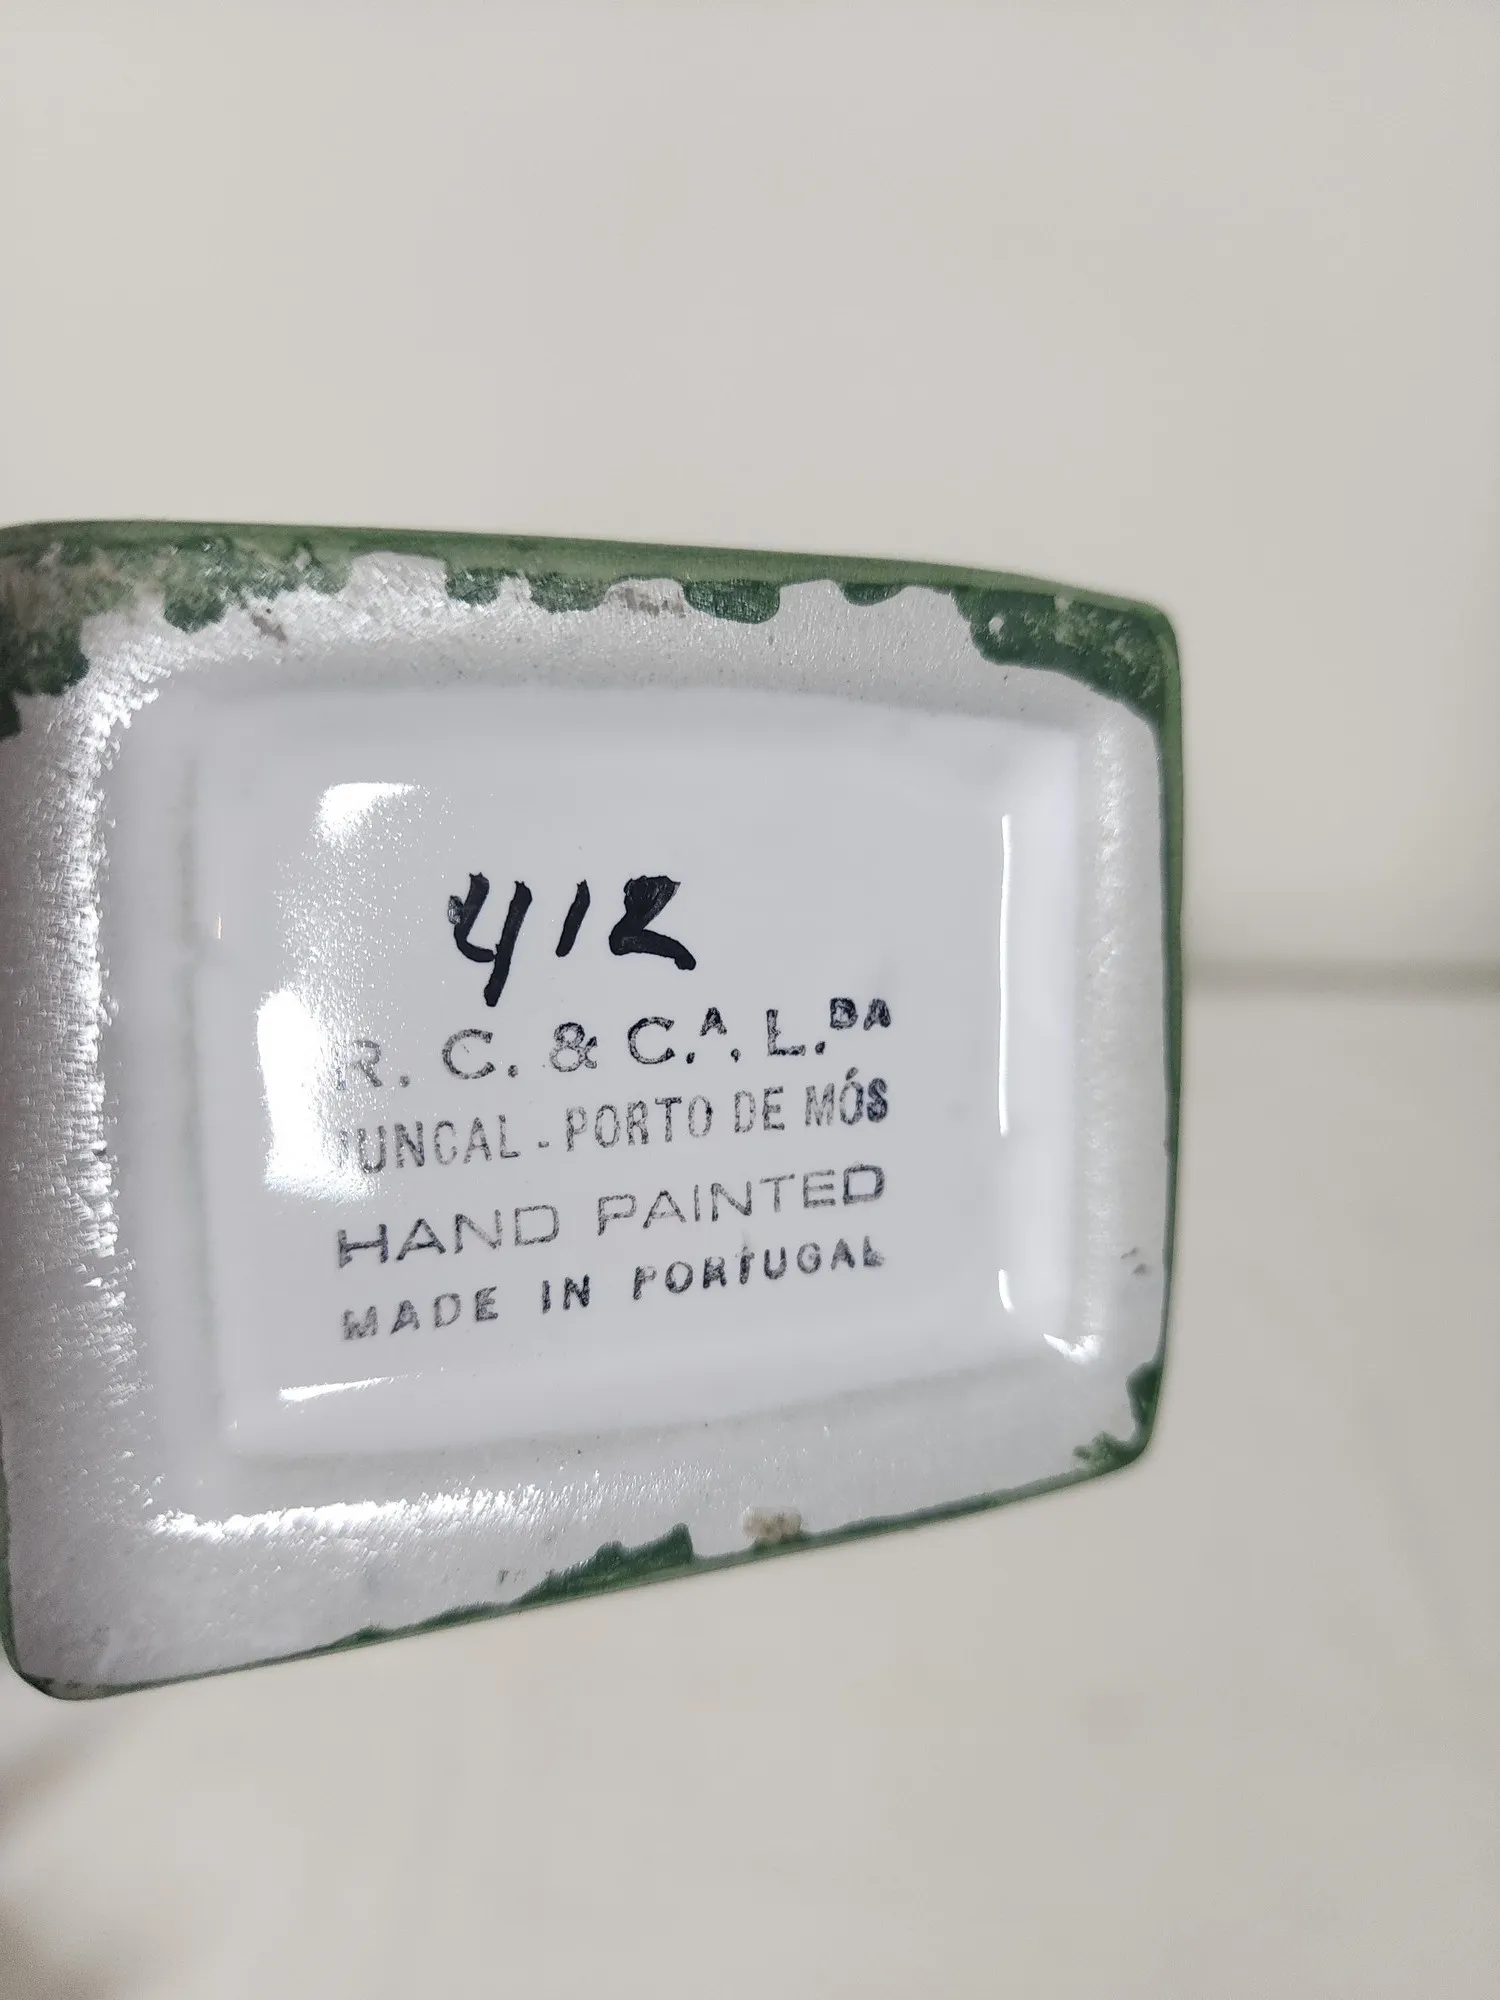 412
R. C. & C.ᴬ, L.ᴰᴬ
JUNCAL - PORTO DE MÓS
HAND PAINTED
MADE IN PORTUGAL